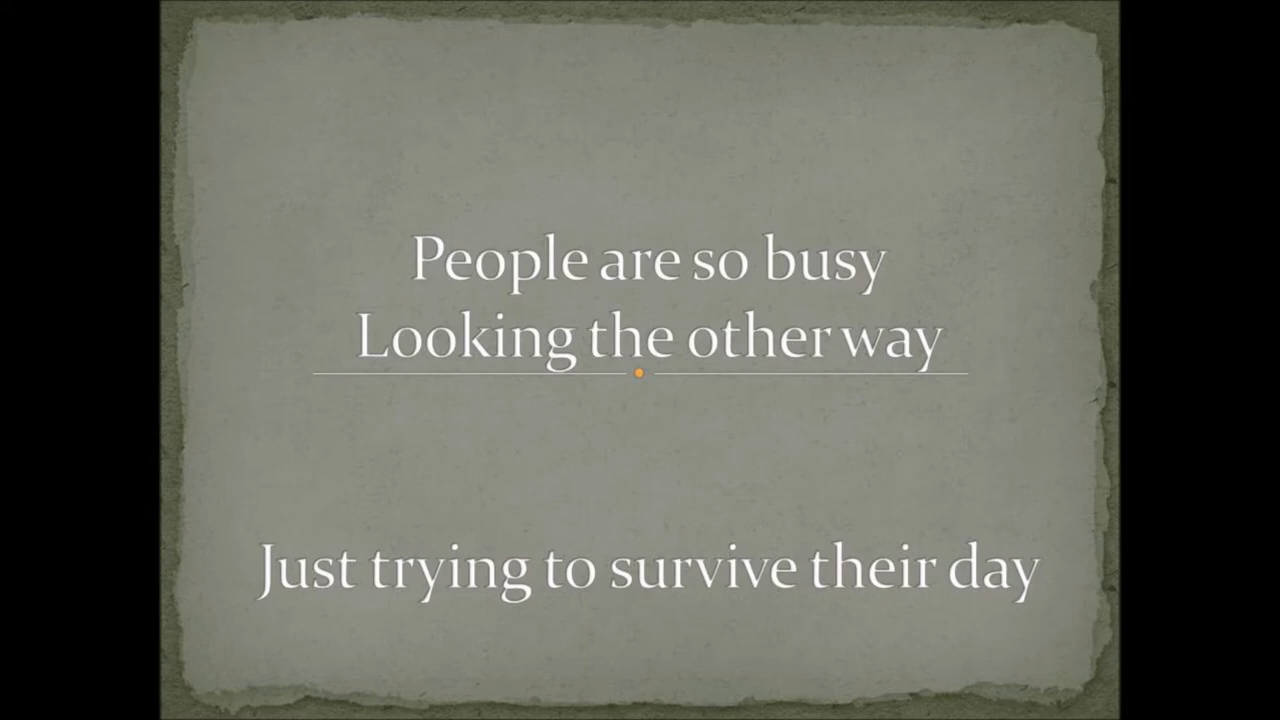 People are so busy
Looking the other way
Just trying to survive their day